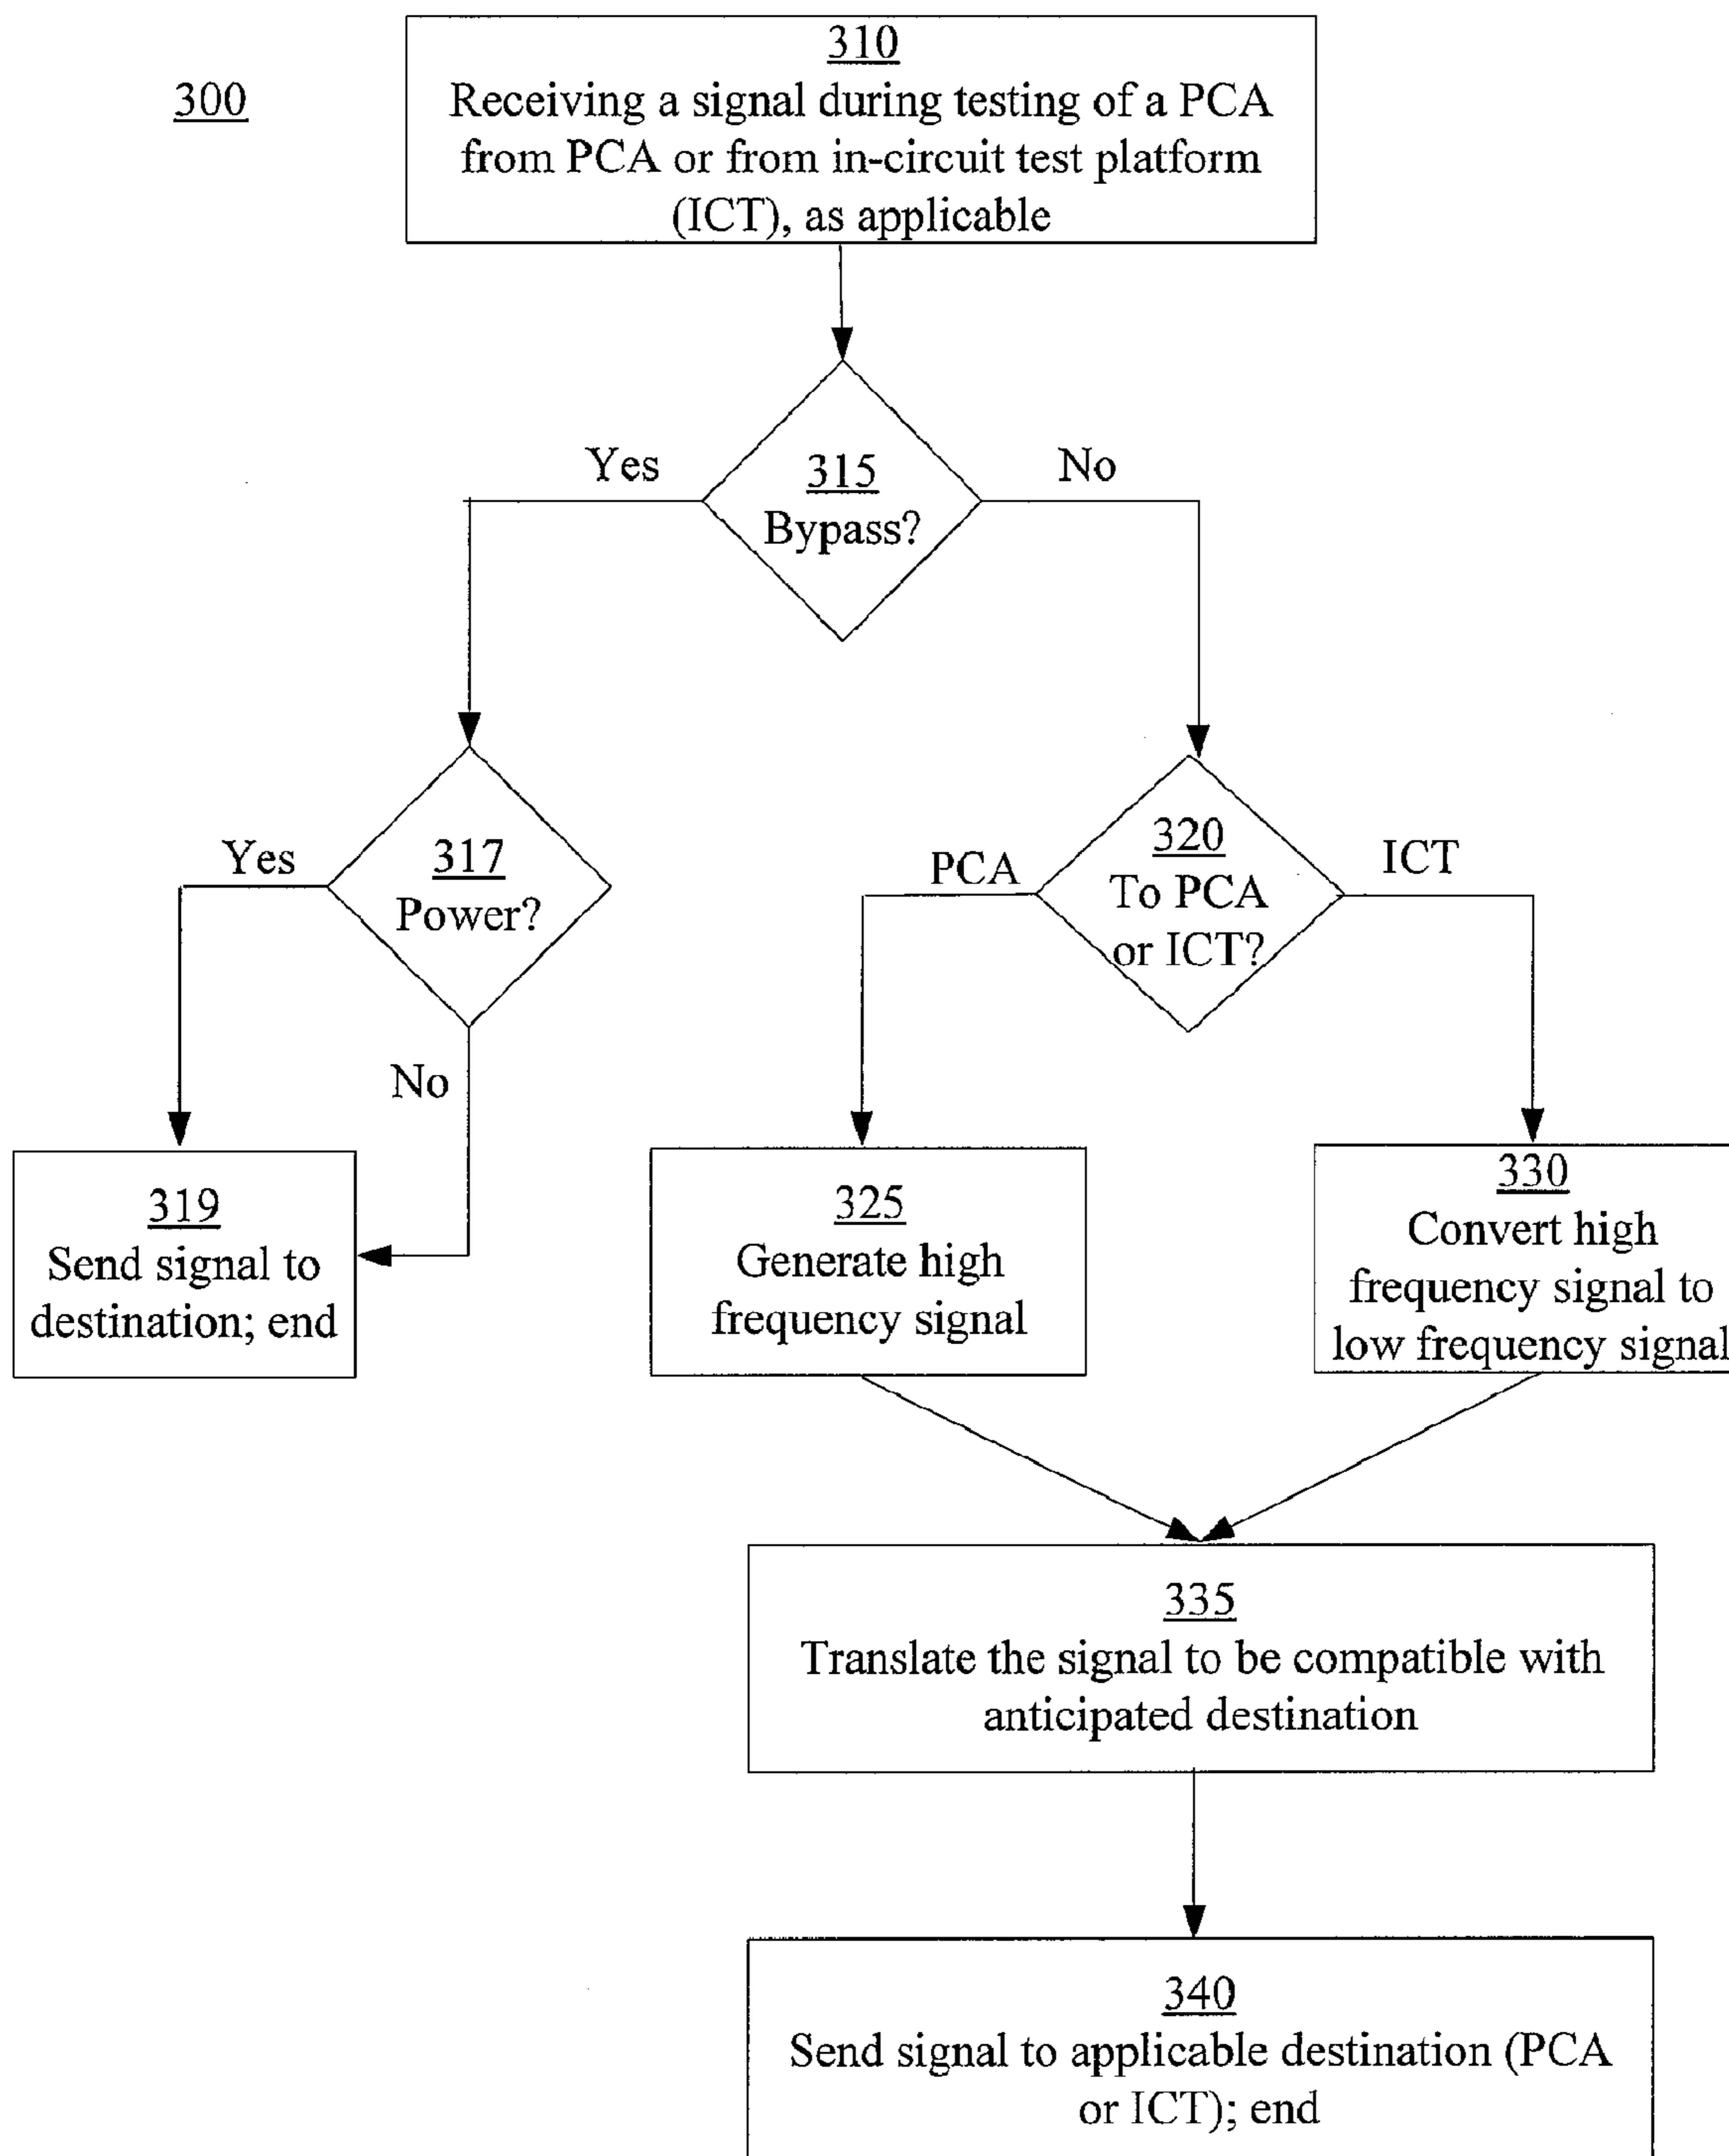 310
300
Receiving a signal during testing of a PCA
from PCA or from in-circuit test platform
(ICT), as applicable
Yes
315
Bypass?
No
Yes
317
Power?
No
PCA
320
To PCA
or ICT?
ICT
319
Send signal to
destination; end
325
Generate high
frequency signal
330
Convert high
frequency signal to
low frequency signal
335
Translate the signal to be compatible with
anticipated destination
340
Send signal to applicable destination (PCA
or ICT); end